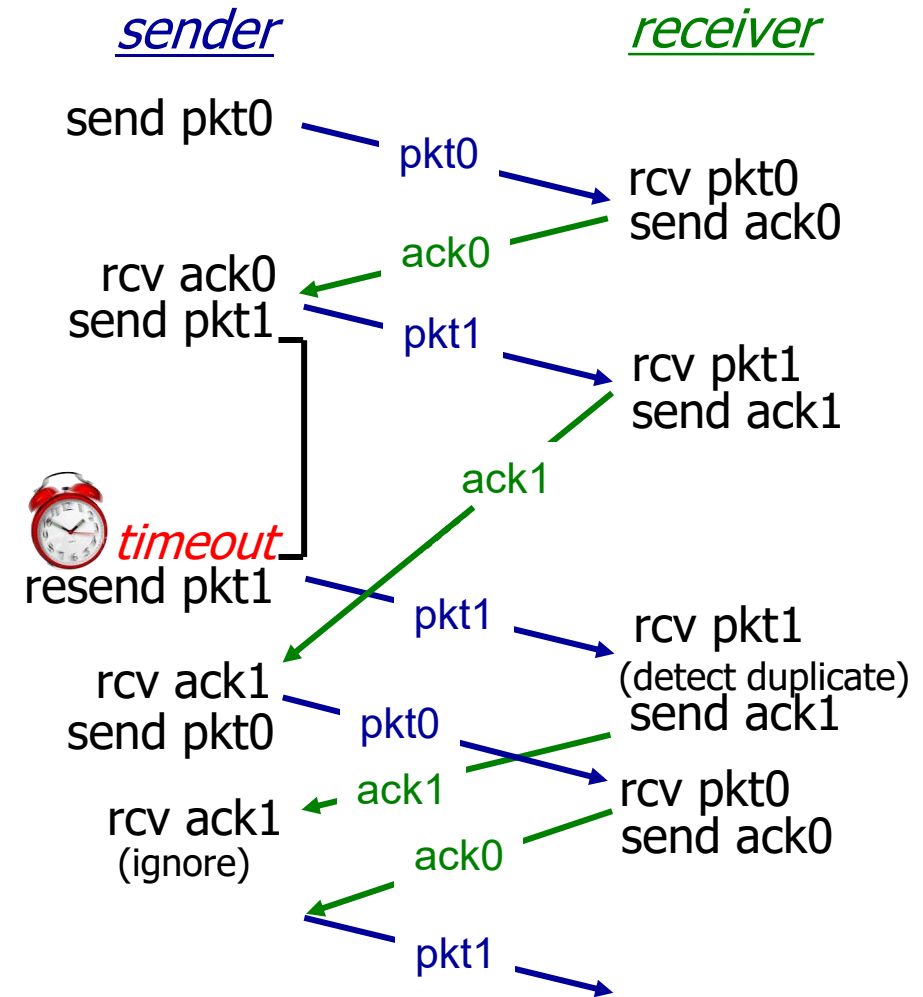 sender receiver
send pkt0
pkt0
rcv pkt0
send ack0
ack0
rcv ack0
send pkt1
pkt1
rcv pkt1
send ack1
ack1
timeout
resend pkt1
pkt1
rcv pkt1
(detect duplicate)
send ack1
rcv ack1
send pkt0
pkt0
ack1
rcv pkt0
send ack0
rcv ack1
(ignore)
ack0
pkt1